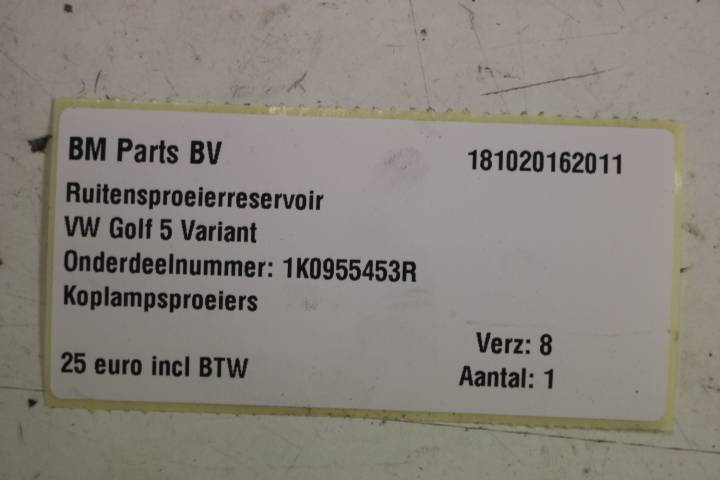 BM Parts BV 181020162011
Ruitensproeierreservoir
VW Golf 5 Variant
Onderdeelnummer: 1K0955453R
Koplampsproeiers
Verz: 8
25 euro incl BTW Aantal: 1